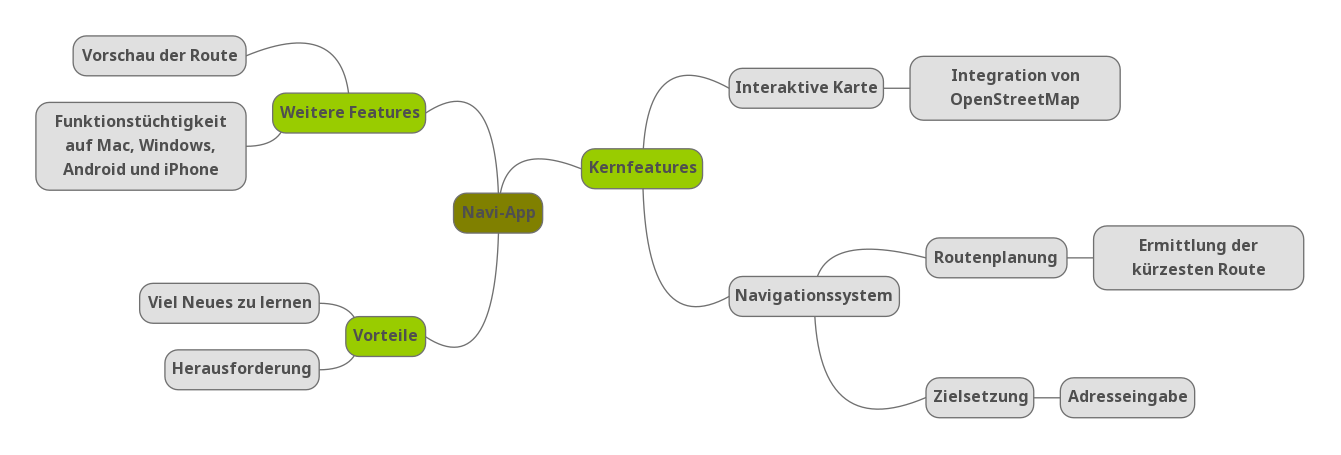 Vorschau der Route
Weitere Features
Funktionstüchtigkeit
auf Mac, Windows,
Android und iPhone
Navi-App
Viel Neues zu lernen
Vorteile
Herausforderung
Kernfeatures
Interaktive Karte
Integration von
OpenStreetMap
Navigationssystem
Routenplanung
Ermittlung der
kürzesten Route
Zielsetzung
Adresseingabe